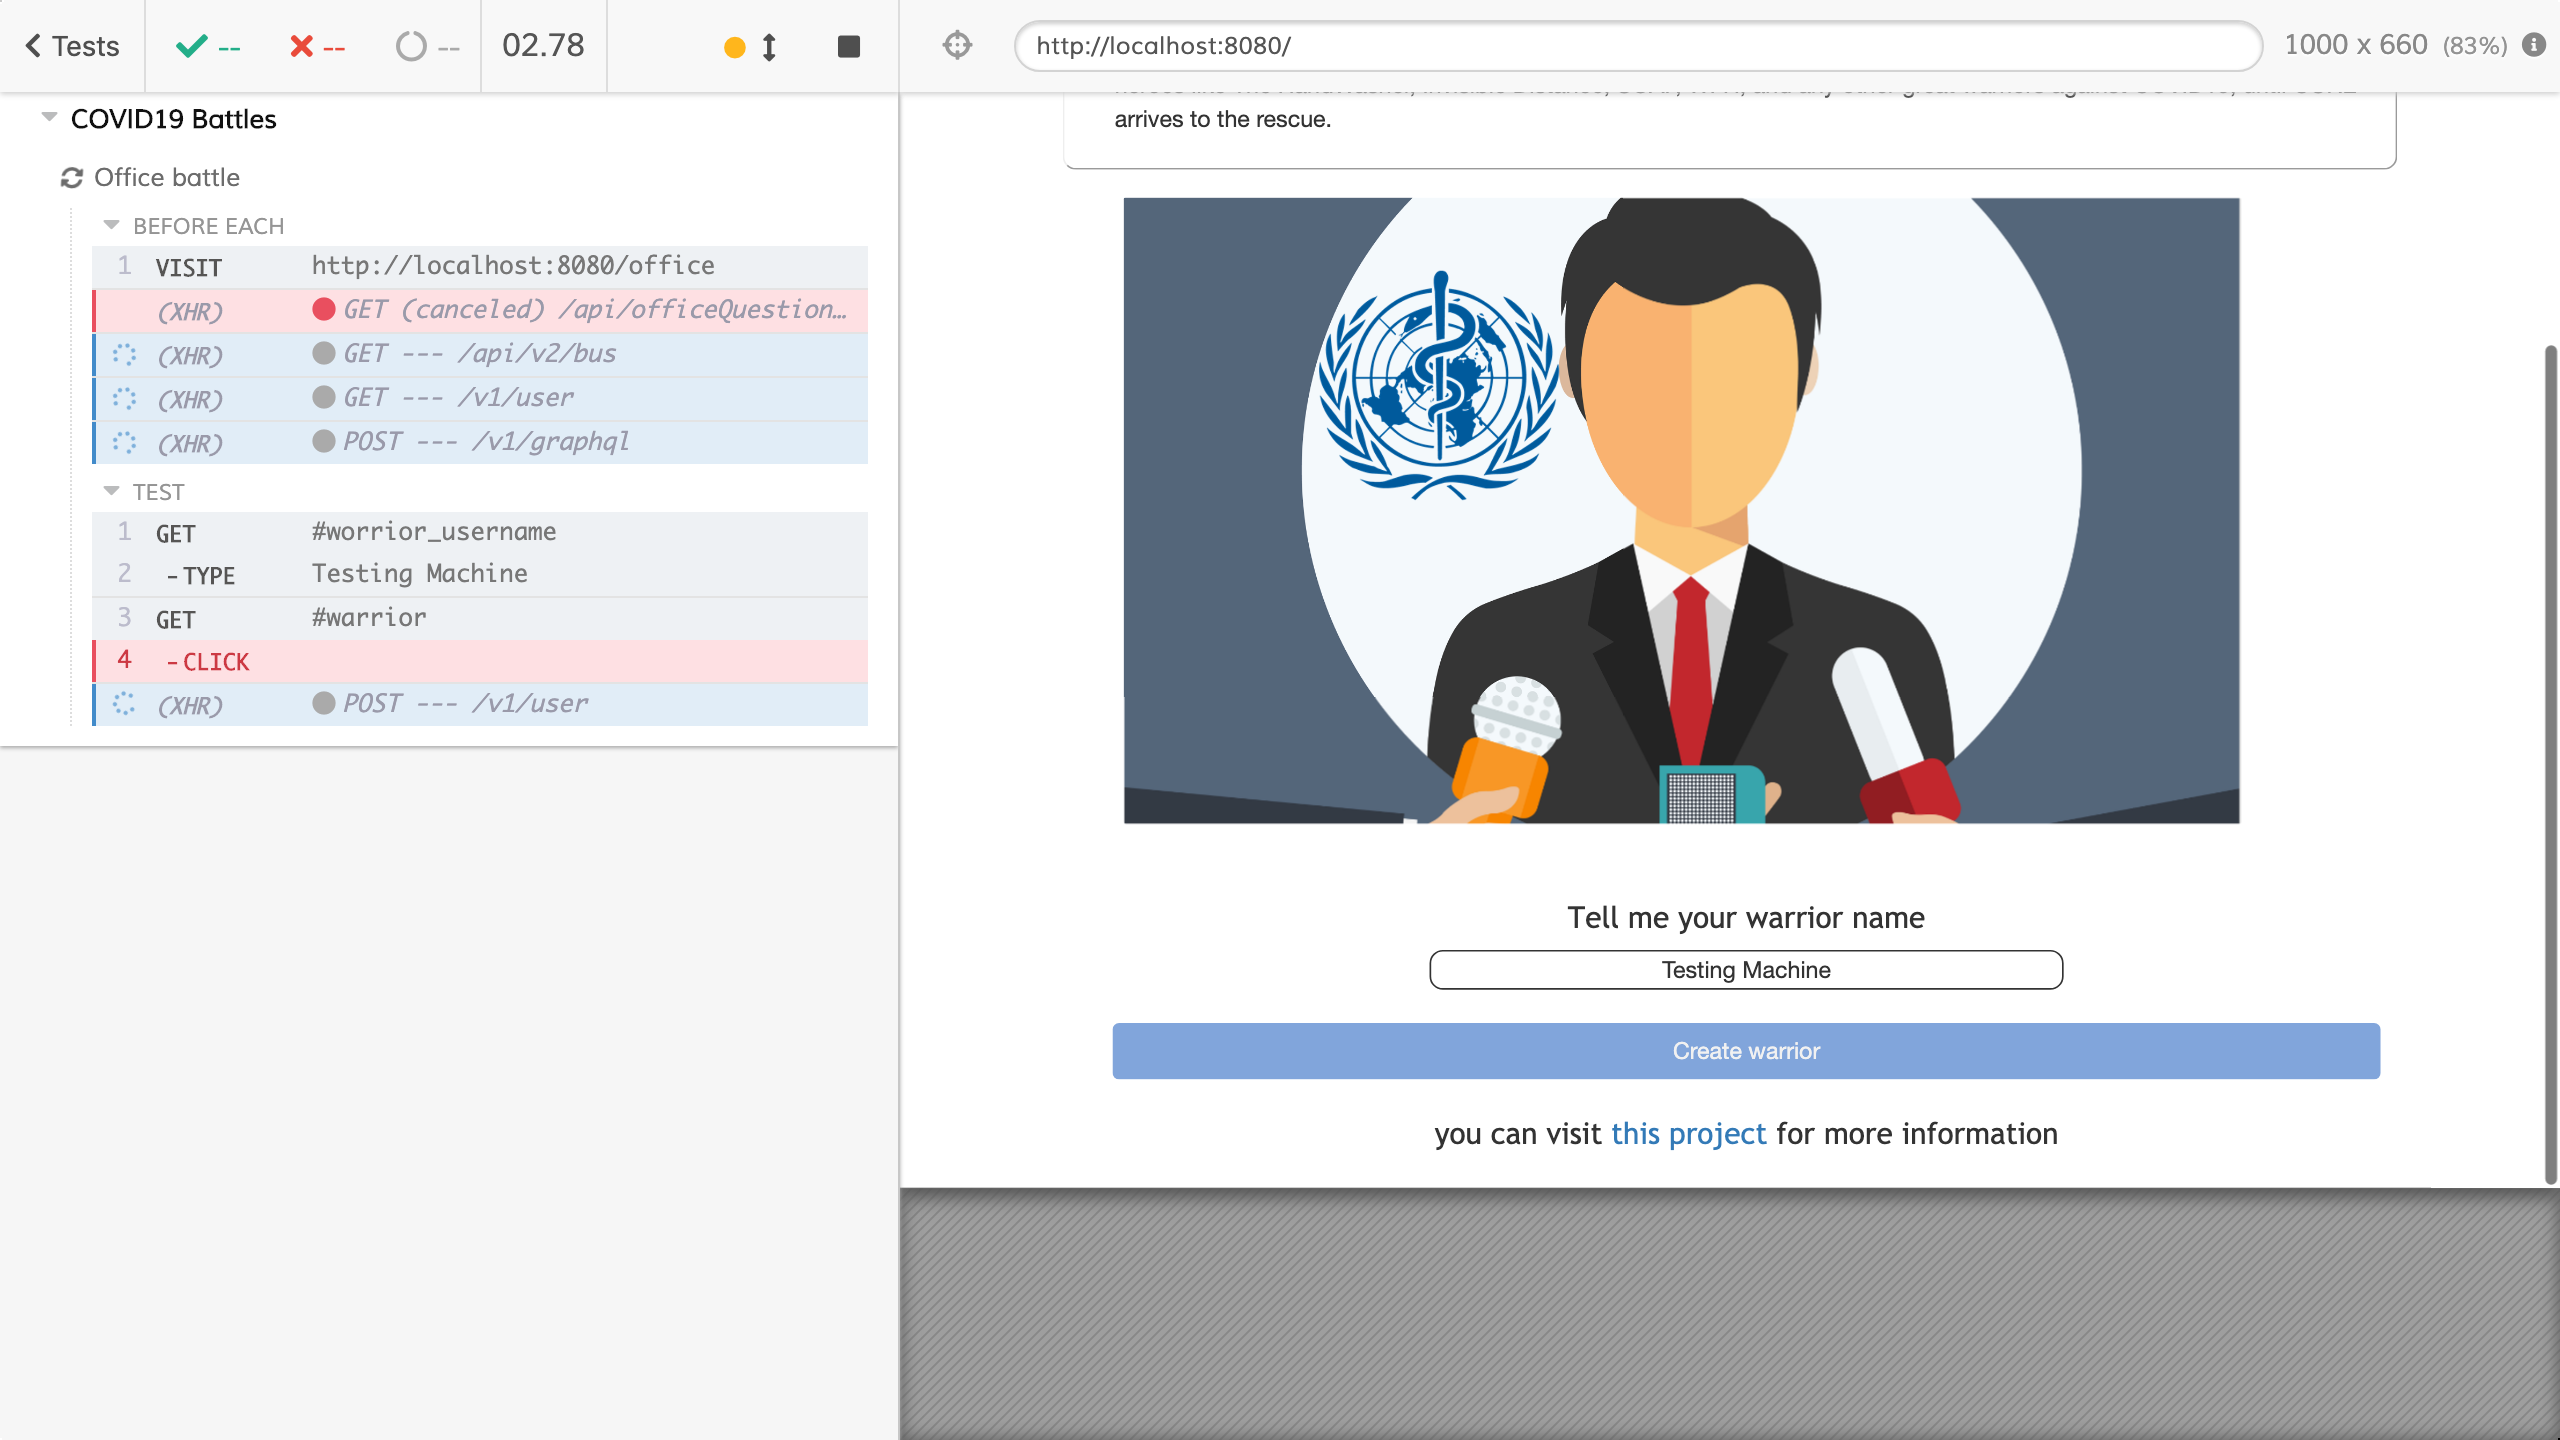 Tests
--
--
--
02.78
http://localhost:8080/
1000 x 660 (83%)
COVID19 Battles
Office battle
BEFORE EACH
1 VISIT http://localhost:8080/office
(XHR) GET (canceled) /api/officeQuestion…
(XHR) GET --- /api/v2/bus
(XHR) GET --- /v1/user
(XHR) POST --- /v1/graphql
TEST
1 GET #worrior_username
2 -TYPE Testing Machine
3 GET #warrior
4 -CLICK
(XHR) POST --- /v1/user
arrives to the rescue.
Tell me your warrior name
Testing Machine
Create warrior
you can visit this project for more information